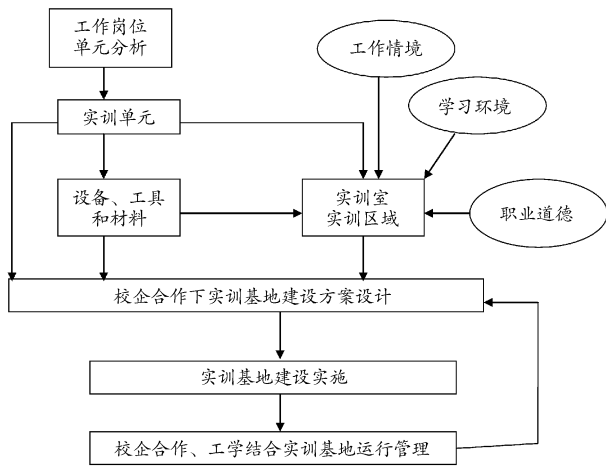 工作岗位
单元分析
工作情境
学习环境
实训单元
设备、工具
和材料
实训室
实训区域
职业道德
校企合作下实训基地建设方案设计
实训基地建设实施
校企合作、工学结合实训基地运行管理